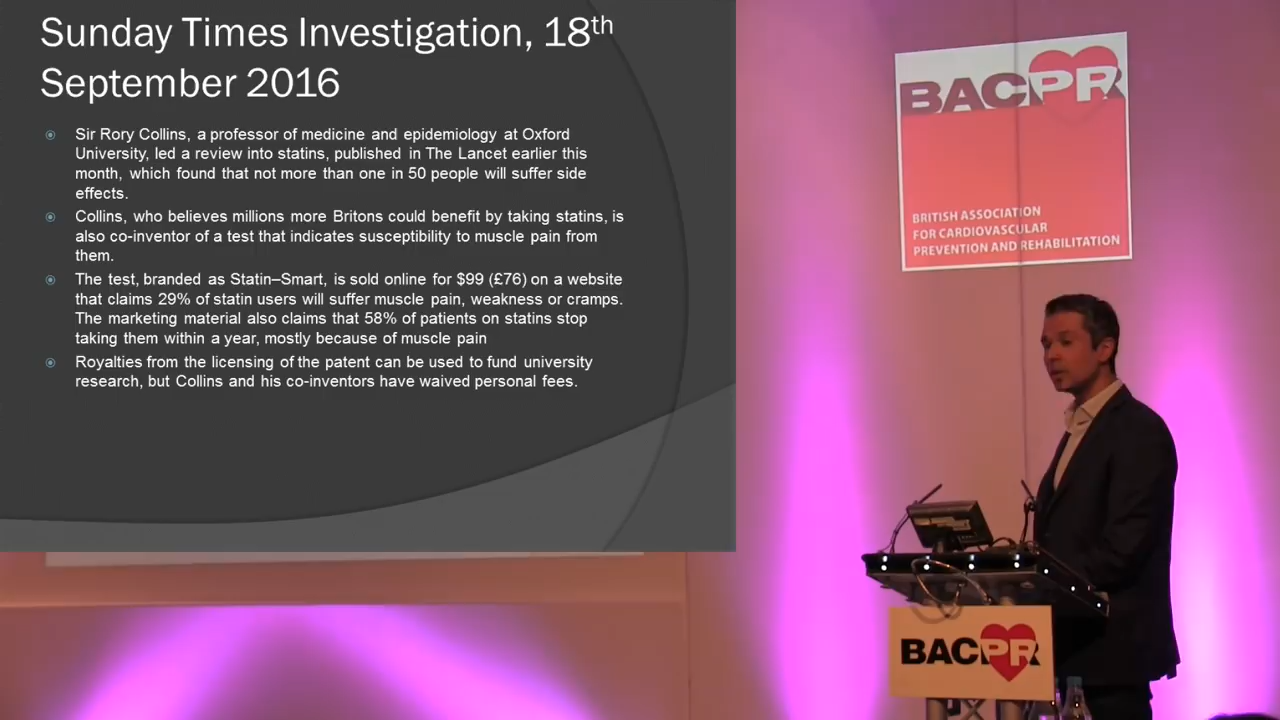 Sunday Times Investigation, 18th
September 2016
Sir Rory Collins, a professor of medicine and epidemiology at Oxford
University, led a review into statins, published in The Lancet earlier this
month, which found that not more than one in 50 people will suffer side
effects.
Collins, who believes millions more Britons could benefit by taking statins, is
also co-inventor of a test that indicates susceptibility to muscle pain from
them.
The test, branded as Statin–Smart, is sold online for $99 (£76) on a website
that claims 29% of statin users will suffer muscle pain, weakness or cramps.
The marketing material also claims that 58% of patients on statins stop
taking them within a year, mostly because of muscle pain
Royalties from the licensing of the patent can be used to fund university
research, but Collins and his co-inventors have waived personal fees.
BACPR
BRITISH ASSOCIATION
FOR CARDIOVASCULAR
PREVENTION AND REHABILITATION
BACPR